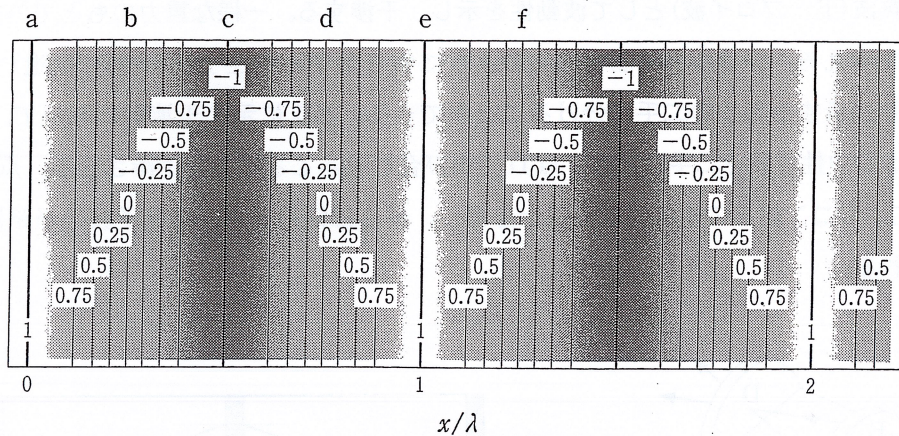 a b c d e f
−1 −1
−0.75 −0.75 −0.75 −0.75
−0.5 −0.5 −0.5 −0.5
−0.25 −0.25 −0.25 −0.25
0 0 0 0
0.25 0.25 0.25 0.25
0.5 0.5 0.5 0.5 0.5
0.75 0.75 0.75 0.75 0.75
1 1 1
0 1 2
x/λ